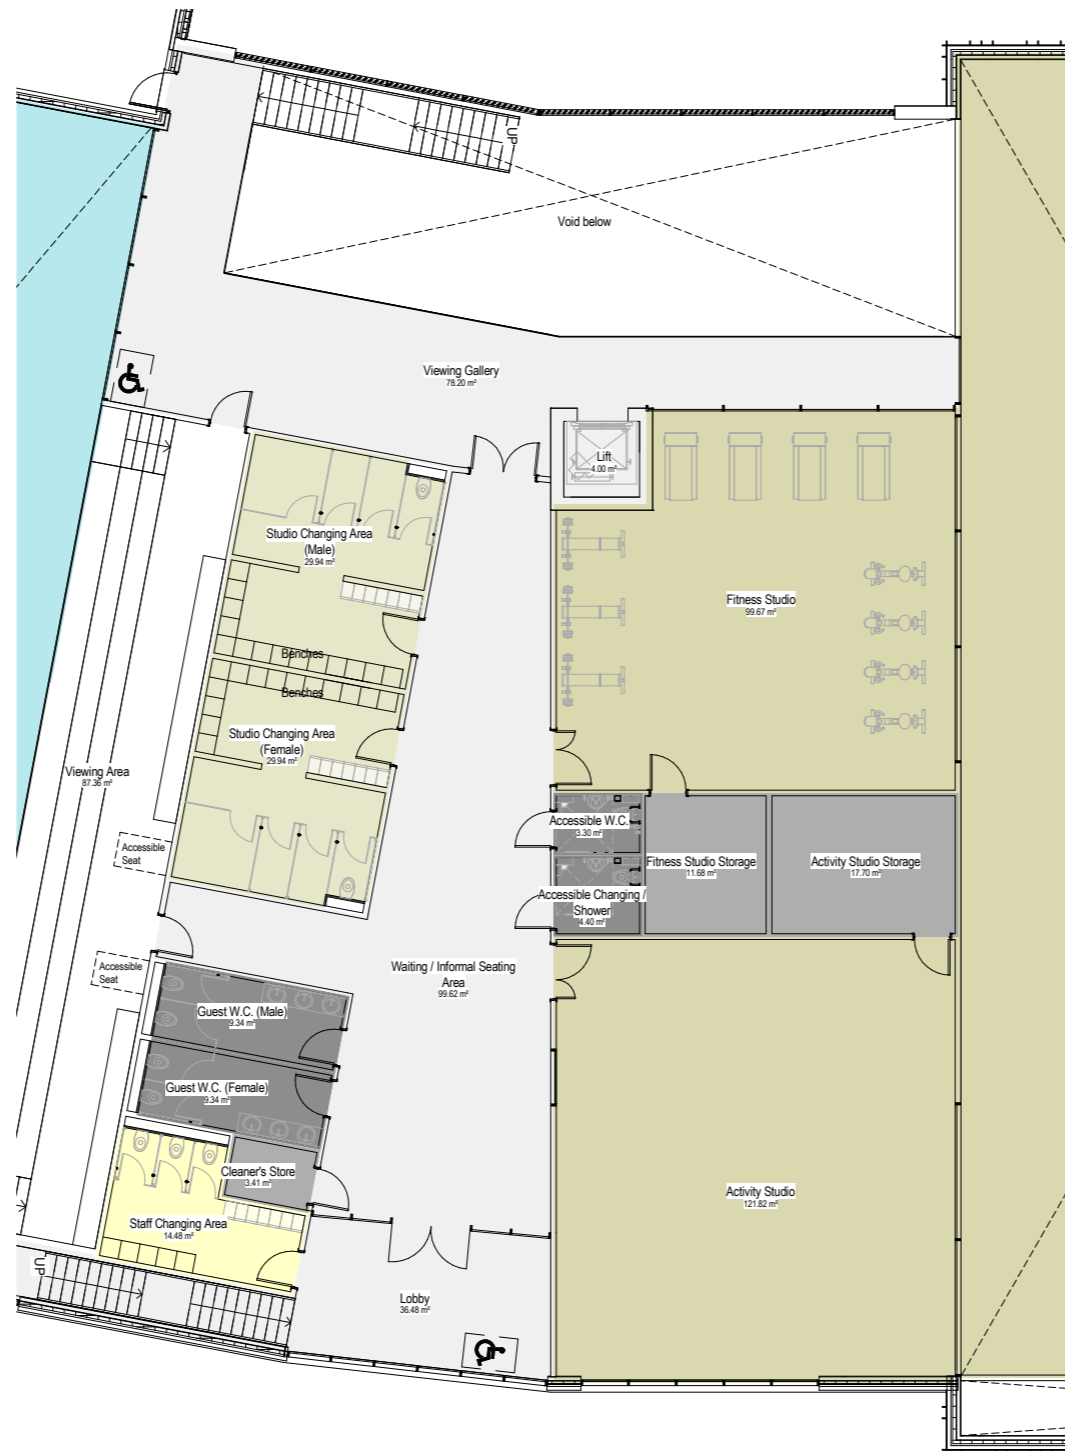 UP
Void below
Viewing Gallery
78.20 m²
Lift
4.00 m²
Studio Changing Area
(Male)
29.94 m²
Fitness Studio
99.67 m²
Benches
Benches
Studio Changing Area
(Female)
29.94 m²
Viewing Area
87.36 m²
Accessible W.C.
3.30 m²
Accessible
Seat
Fitness Studio Storage
11.68 m²
Activity Studio Storage
17.70 m²
Accessible Changing /
Shower
4.40 m²
Accessible
Seat
Waiting / Informal Seating
Area
99.62 m²
Guest W.C. (Male)
9.34 m²
Guest W.C. (Female)
9.34 m²
Cleaner's Store
3.41 m²
Activity Studio
121.82 m²
Staff Changing Area
14.48 m²
UP
Lobby
36.48 m²